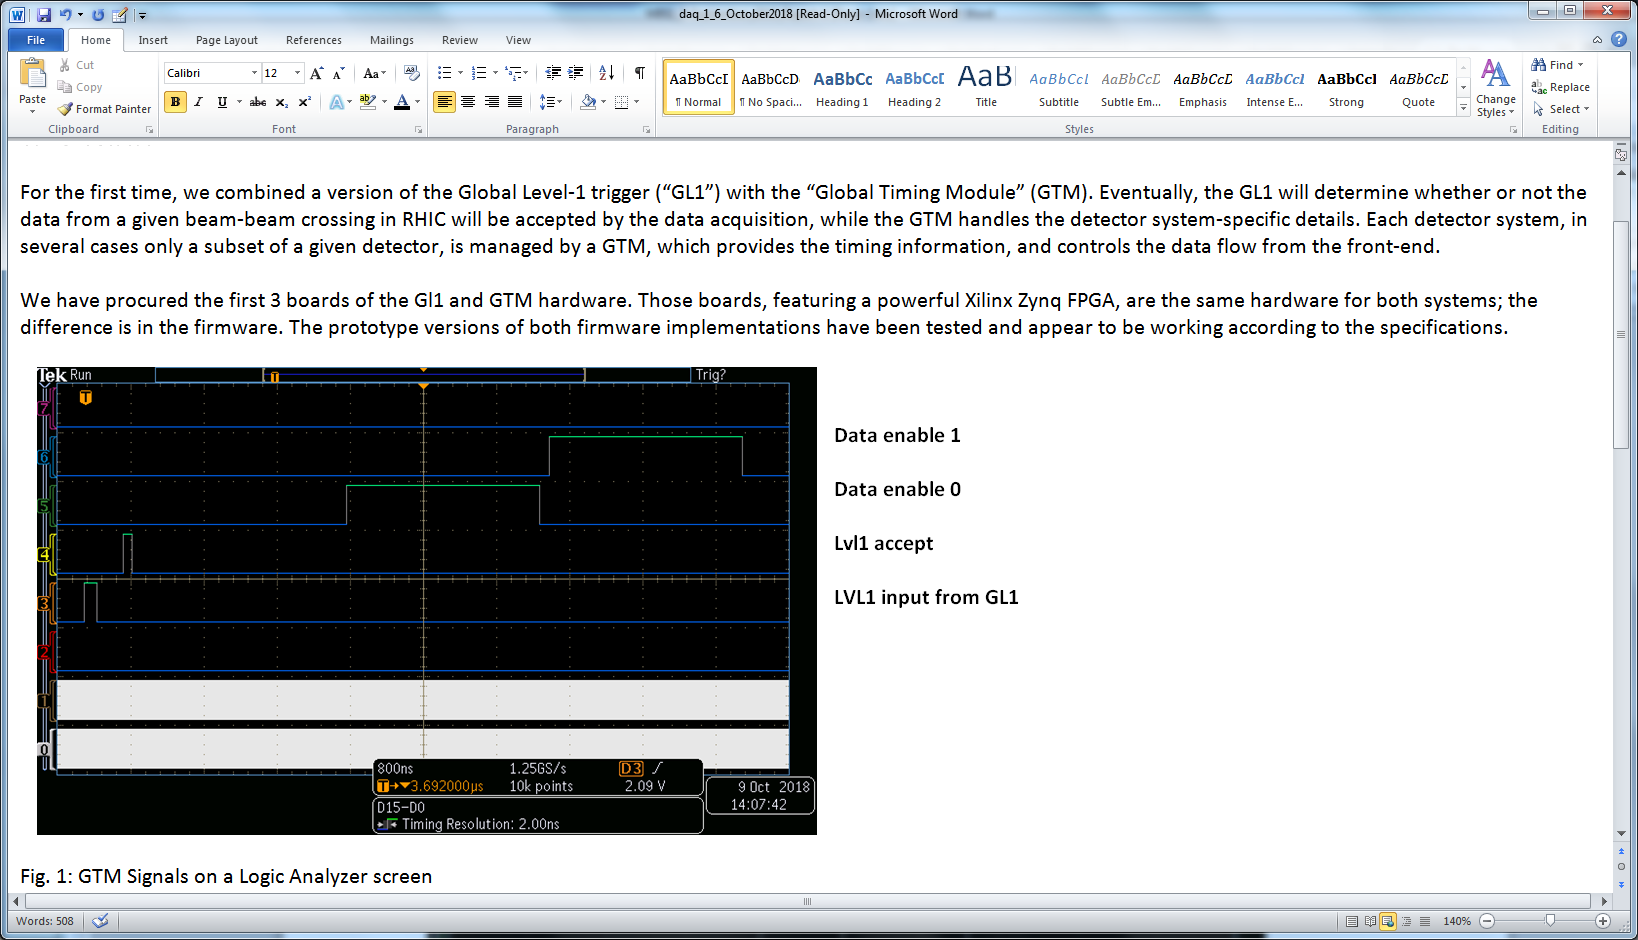 daq_1_6_October2018 [Read-Only] - Microsoft Word
File Home Insert Page Layout References Mailings Review View
Paste
Cut
Copy
Format Painter
Clipboard
Calibri 12
B I U abc
Font
Paragraph
AaBbCcI AaBbCcD AaBbCc AaBbCcI AaB AaBbCcI AaBbCcD AaBbCcD AaBbCcI AaBbCcI AaBbCcD
¶ Normal ¶ No Spaci... Heading 1 Heading 2 Title Subtitle Subtle Em... Emphasis Intense E... Strong Quote
Styles
Change Styles
Find
Replace
Select
Editing
For the first time, we combined a version of the Global Level-1 trigger (“GL1”) with the “Global Timing Module” (GTM). Eventually, the GL1 will determine whether or not the
data from a given beam-beam crossing in RHIC will be accepted by the data acquisition, while the GTM handles the detector system-specific details. Each detector system, in
several cases only a subset of a given detector, is managed by a GTM, which provides the timing information, and controls the data flow from the front-end.
We have procured the first 3 boards of the Gl1 and GTM hardware. Those boards, featuring a powerful Xilinx Zynq FPGA, are the same hardware for both systems; the
difference is in the firmware. The prototype versions of both firmware implementations have been tested and appear to be working according to the specifications.
Tek Run T Trig?
T
7
6
5
4
3
2
1
0
Data enable 1
Data enable 0
Lvl1 accept
LVL1 input from GL1
800ns 1.25GS/s D3
T→▼3.692000µs 10k points 2.09 V
D15-D0
Timing Resolution: 2.00ns
9 Oct 2018
14:07:42
Fig. 1: GTM Signals on a Logic Analyzer screen
Words: 508
140%